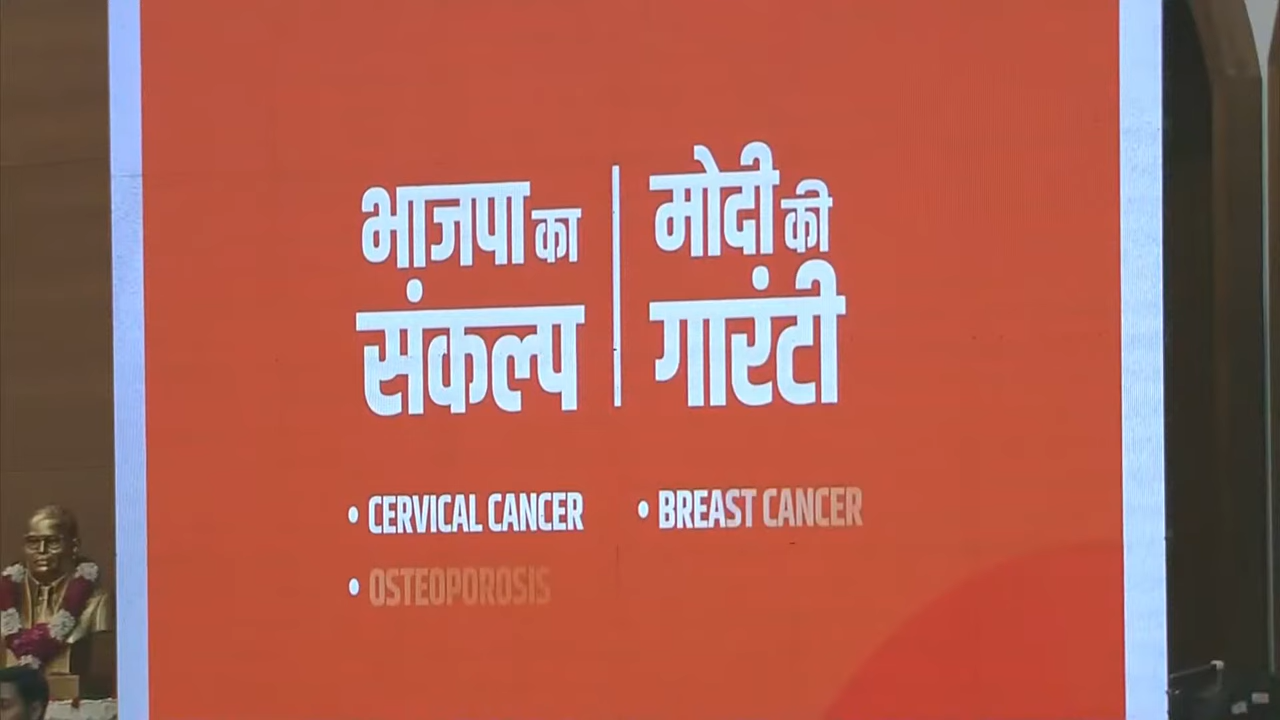 भाजपा का
संकल्प
मोदी की
गारंटी
• CERVICAL CANCER
• BREAST CANCER
• OSTEOPOROSIS